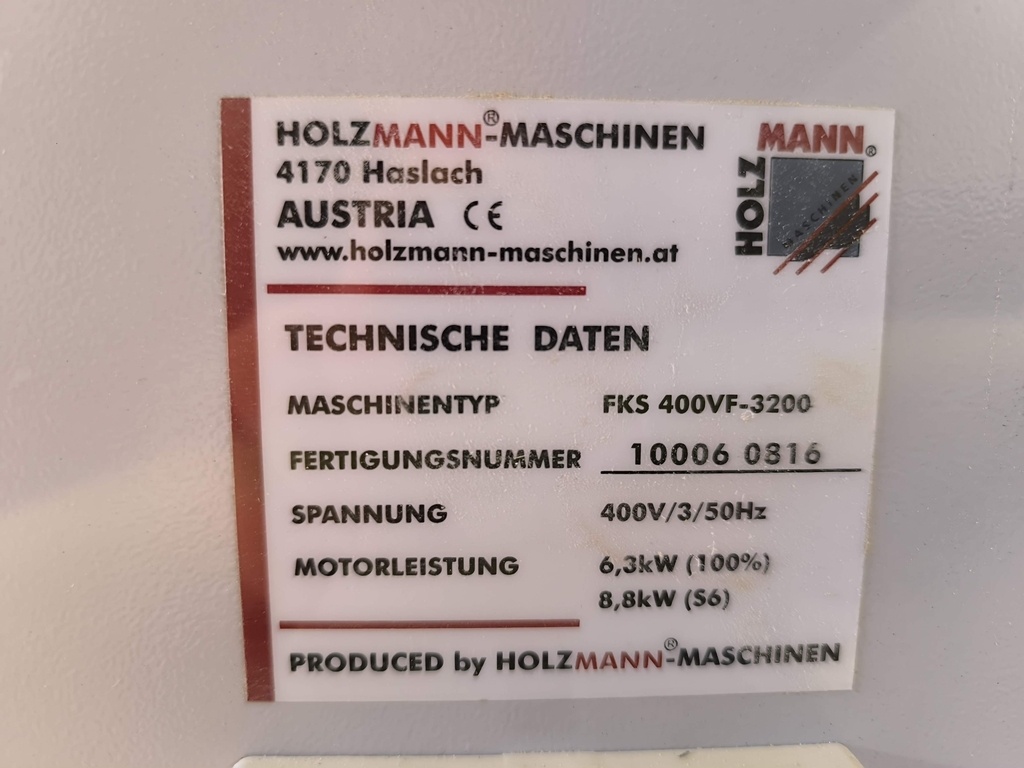 HOLZMANN®-MASCHINEN
4170 Haslach
AUSTRIA CE
www.holzmann-maschinen.at
MANN®
HOLZ
MASCHINEN
TECHNISCHE DATEN
MASCHINENTYP FKS 400VF-3200
FERTIGUNGSNUMMER 10006 0816
SPANNUNG 400V/3/50Hz
MOTORLEISTUNG 6,3kW (100%)
8,8kW (S6)
PRODUCED by HOLZMANN®-MASCHINEN